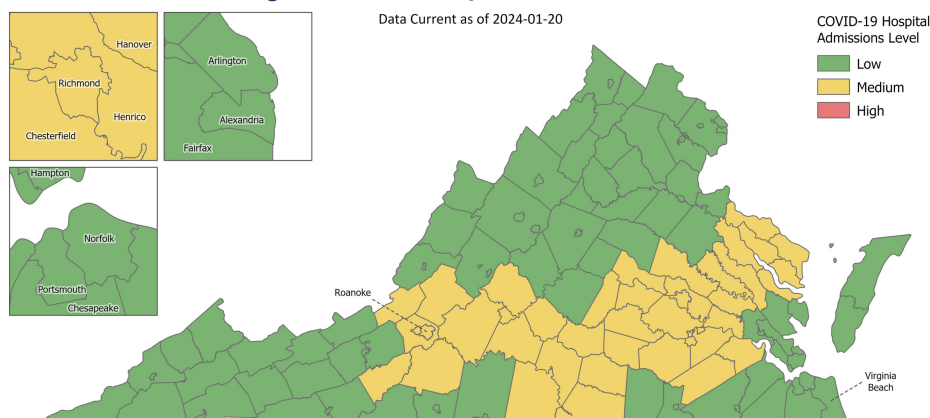 Data Current as of 2024-01-20
COVID-19 Hospital
Admissions Level
Low
Medium
High
Hanover
Richmond
Henrico
Chesterfield
Arlington
Alexandria
Fairfax
Hampton
Norfolk
Portsmouth
Chesapeake
Roanoke
Virginia
Beach